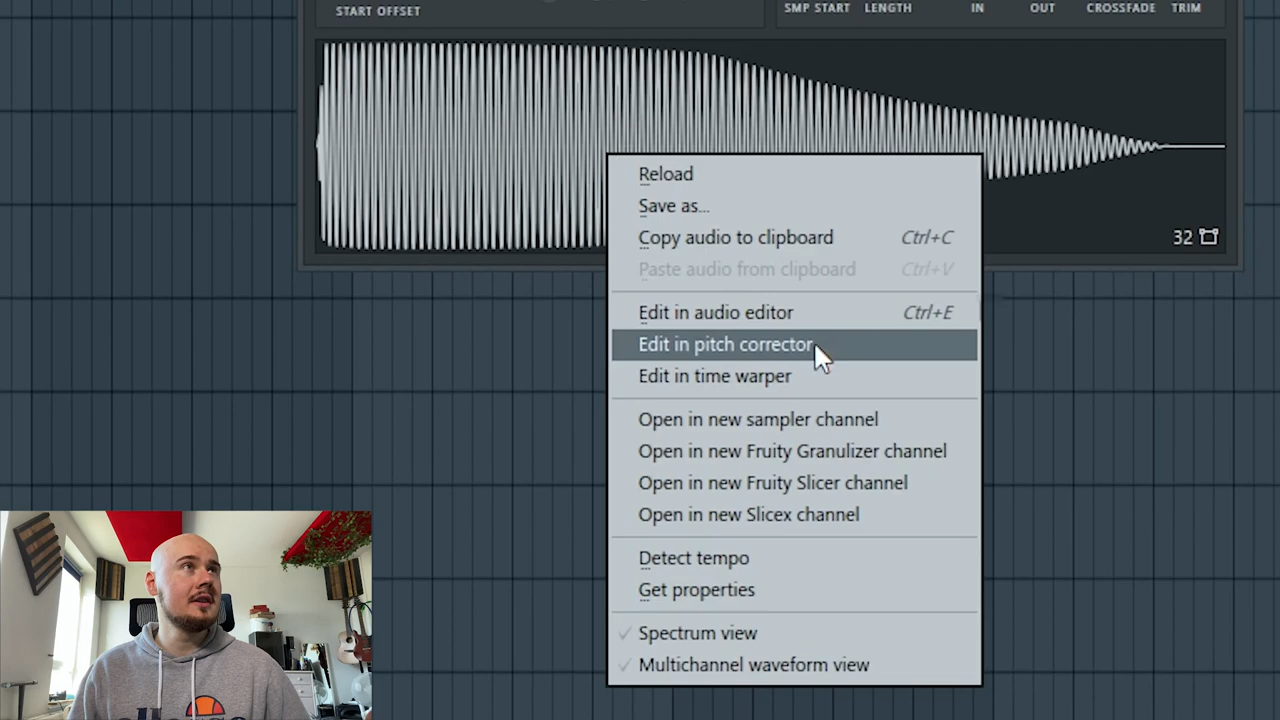 START OFFSET
SMP START LENGTH IN OUT CROSSFADE TRIM
Reload
Save as...
Copy audio to clipboard Ctrl+C
Paste audio from clipboard Ctrl+V
32
Edit in audio editor Ctrl+E
Edit in pitch corrector
Edit in time warper
Open in new sampler channel
Open in new Fruity Granulizer channel
Open in new Fruity Slicer channel
Open in new Slicex channel
Detect tempo
Get properties
Spectrum view
Multichannel waveform view